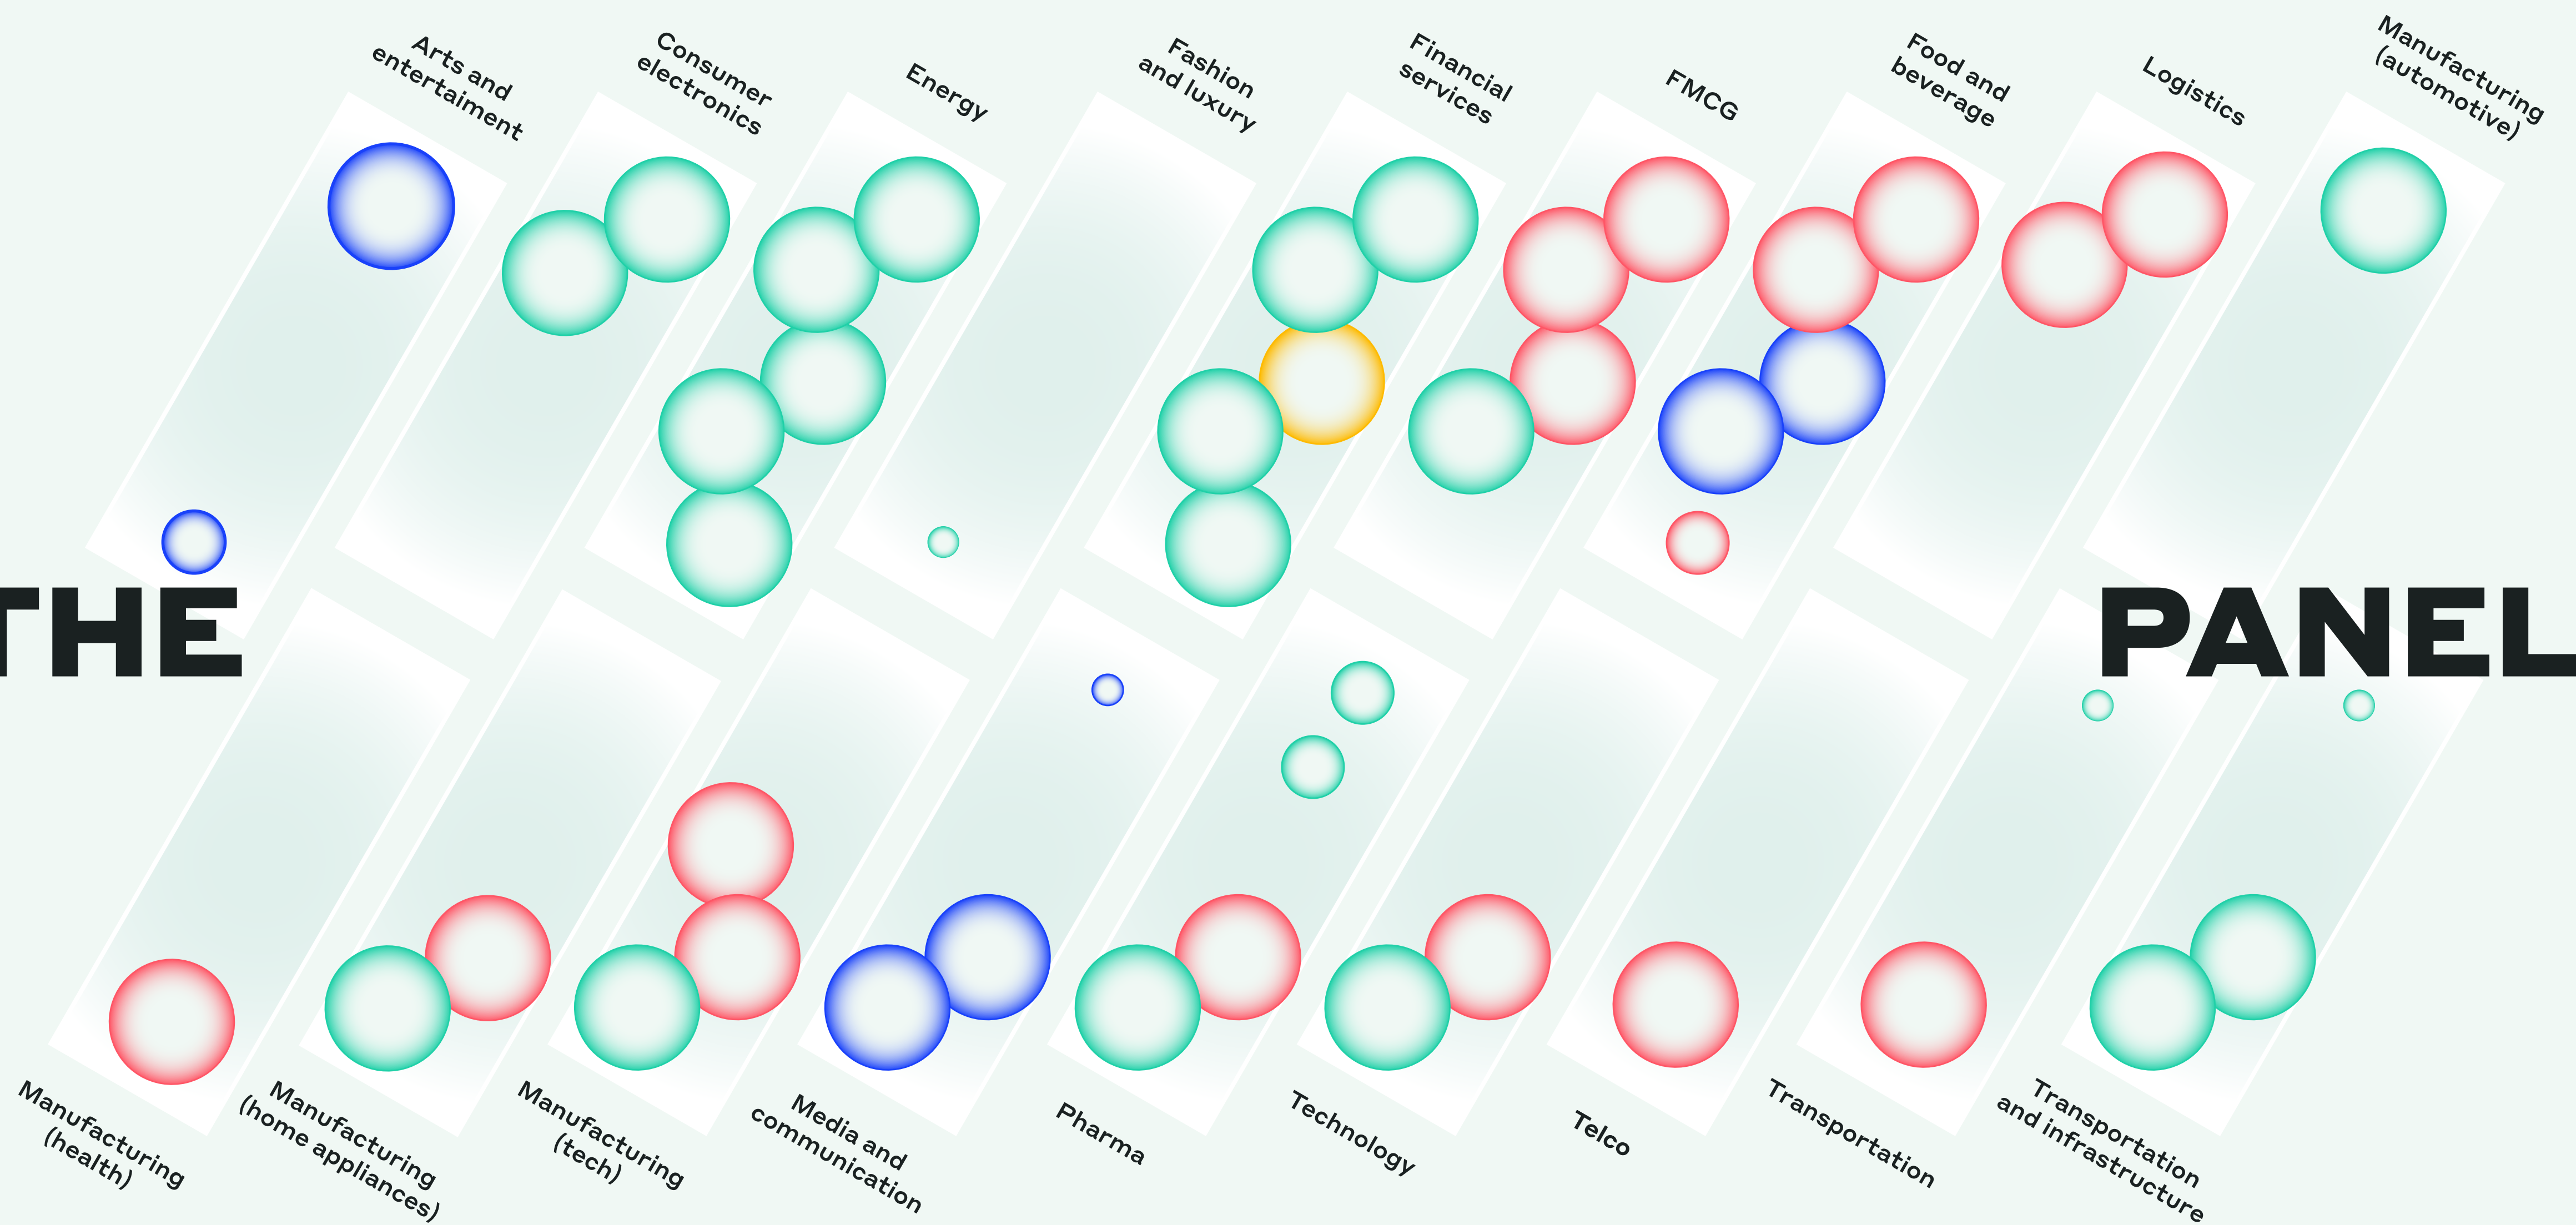 Arts and
entertaiment
Consumer
electronics
Energy
Fashion
and luxury
Financial
services
FMCG
Food and
beverage
Logistics
Manufacturing
(automotive)
THE
PANEL
Manufacturing
(health)
Manufacturing
(home appliances)
Manufacturing
(tech)
Media and
communication
Pharma
Technology
Telco
Transportation
Transportation
and infrastructure